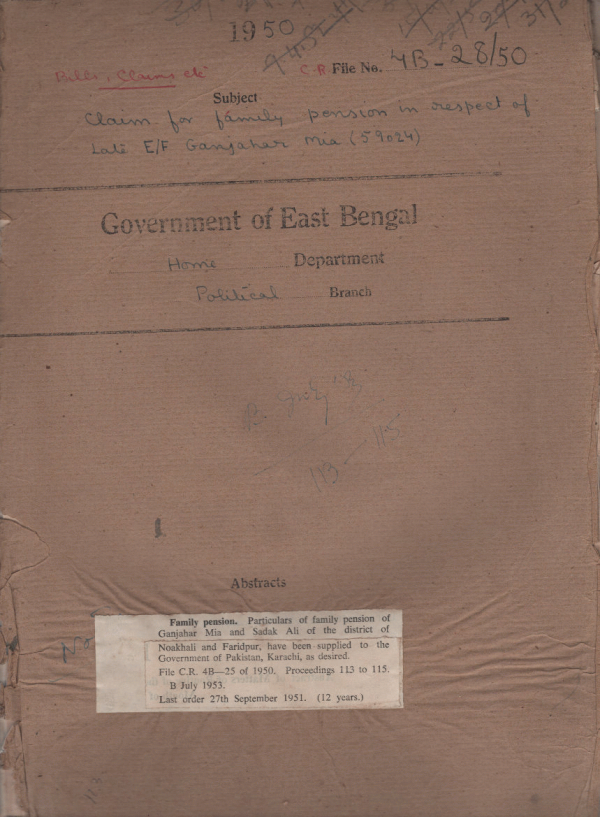 1950
Bills, Claims etc
C.R. File No. 4B-28/50
Subject
Claim for family pension in respect of
Late E/F Ganjahar Mia (59024)
Government of East Bengal
Home Department
Political Branch
B.
113 — 115
Abstracts
Family pension. Particulars of family pension of
Ganjahar Mia and Sadak Ali of the district of
Noakhali and Faridpur, have been supplied to the
Government of Pakistan, Karachi, as desired.
File C.R. 4B—25 of 1950. Proceedings 113 to 115.
B July 1953.
Last order 27th September 1951. (12 years.)